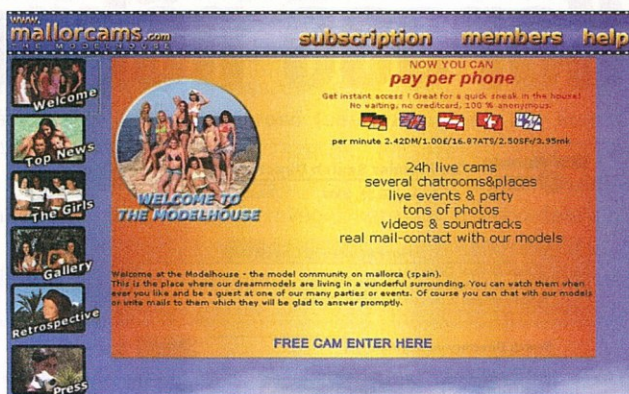 www.
mallorcams.com
THE MODELHOUSE
subscription
members
help
Welcome
Top News
The Girls
Gallery
Retrospective
Press
NOW YOU CAN
pay per phone
Get instant access ! Great for a quick sneak in the house!
No waiting, no creditcard, 100 % anonymous.
per minute 2.42DM/1.00£/16.87ATS/2.50SFr/3.95mk
WELCOME TO
THE MODELHOUSE
24h live cams
several chatrooms&places
live events & party
tons of photos
videos & soundtracks
real mail-contact with our models
Welcome at the Modelhouse - the model community on mallorca (spain).
This is the place where our dreammodels are living in a wunderful surrounding. You can watch them when
ever you like and be a guest at one of our many parties or events. Of course you can chat with our models
or write mails to them which they will be glad to answer promptly.
FREE CAM ENTER HERE